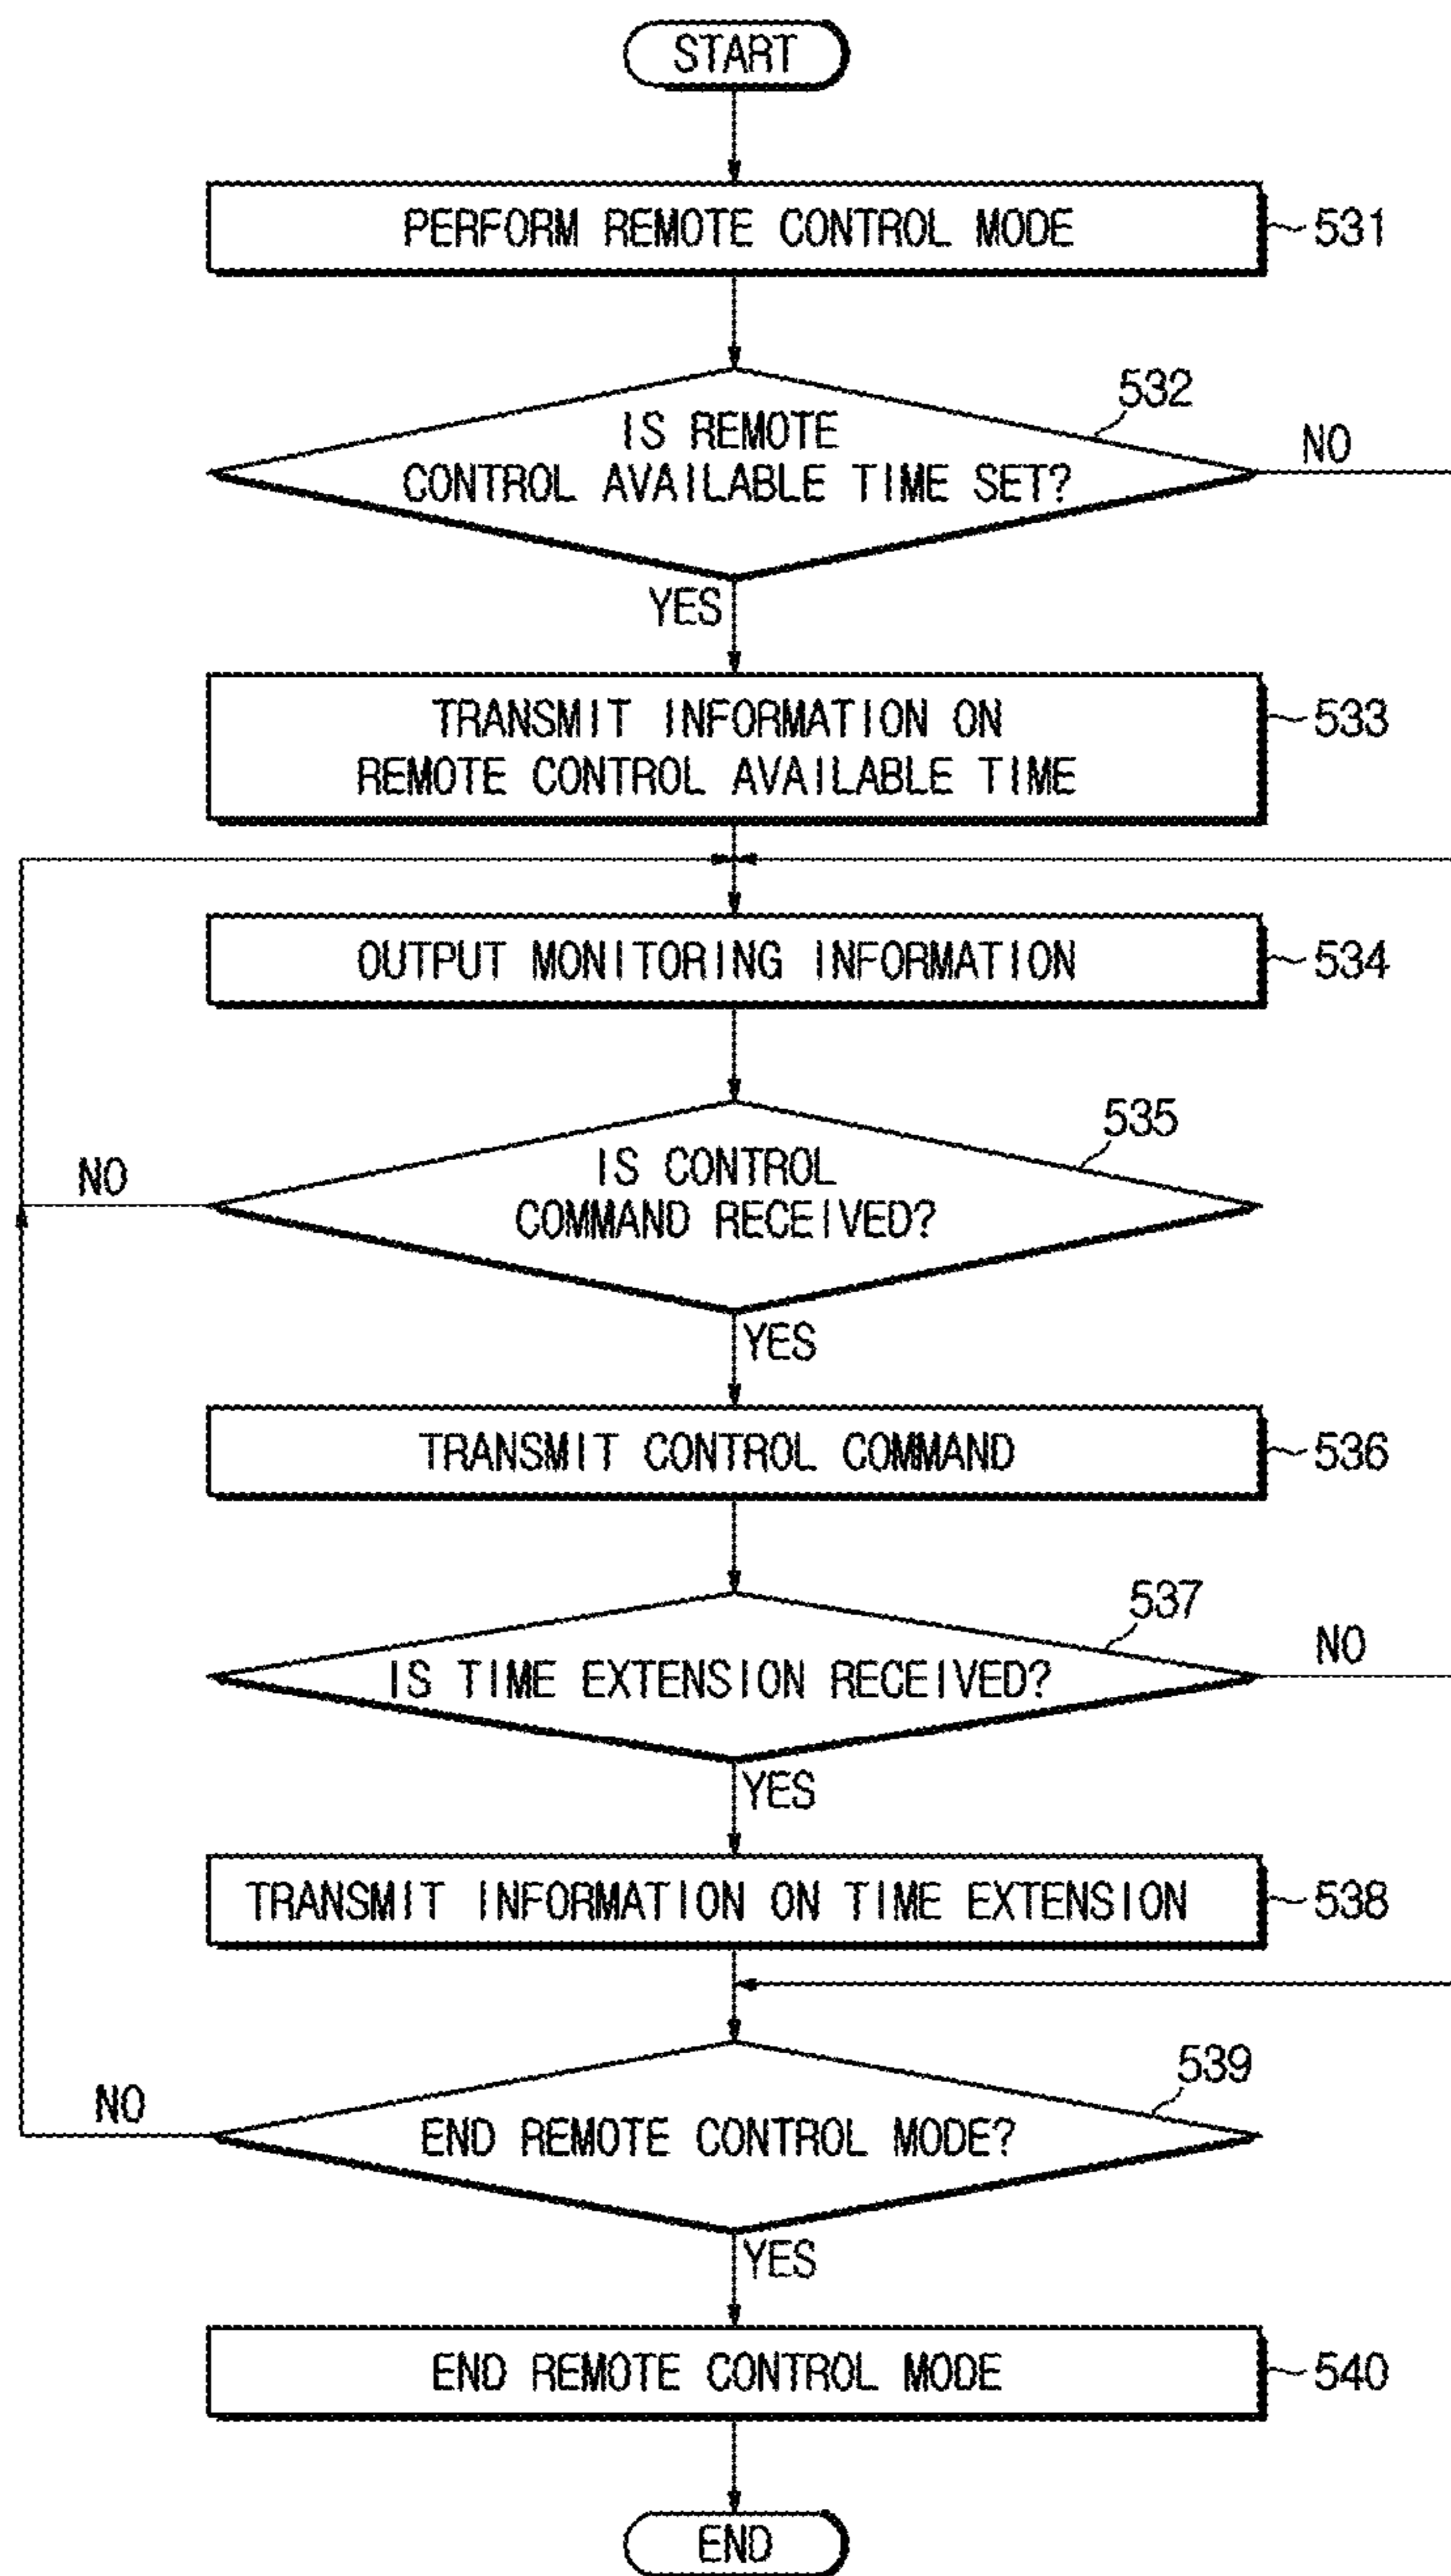 START
PERFORM REMOTE CONTROL MODE
531
532
IS REMOTE
CONTROL AVAILABLE TIME SET?
NO
YES
TRANSMIT INFORMATION ON
REMOTE CONTROL AVAILABLE TIME
533
OUTPUT MONITORING INFORMATION
534
535
IS CONTROL
COMMAND RECEIVED?
NO
YES
TRANSMIT CONTROL COMMAND
536
537
IS TIME EXTENSION RECEIVED?
NO
YES
TRANSMIT INFORMATION ON TIME EXTENSION
538
539
END REMOTE CONTROL MODE?
NO
YES
END REMOTE CONTROL MODE
540
END